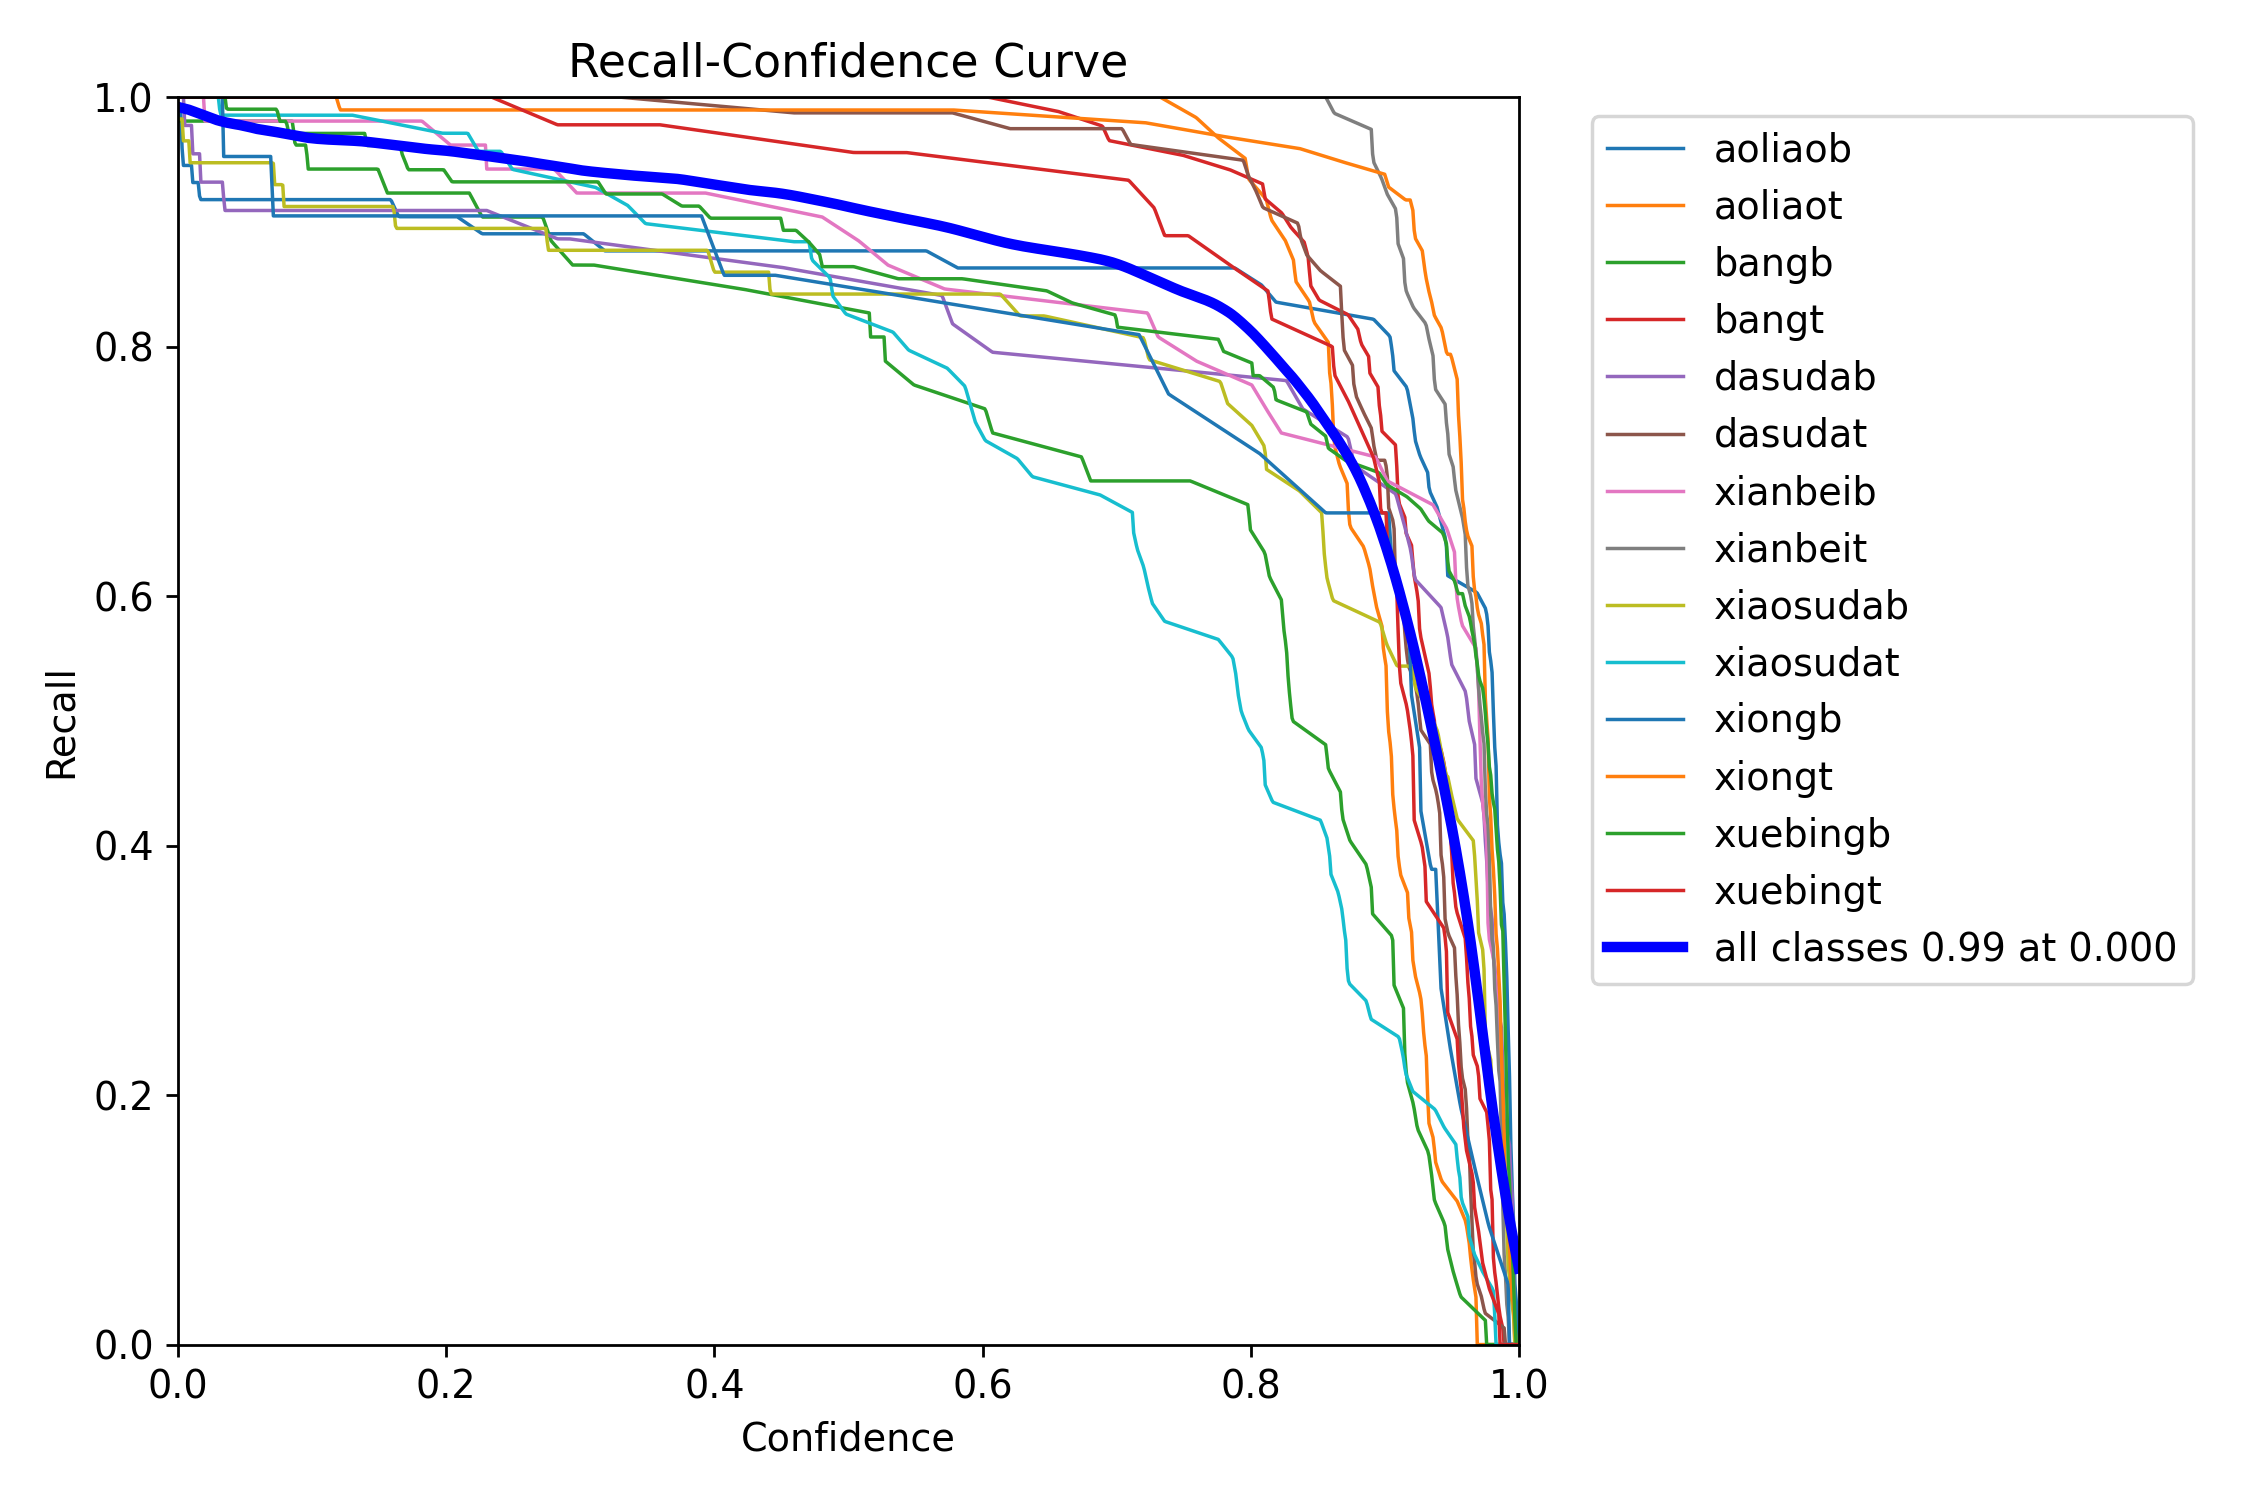 Recall-Confidence Curve
1.0
0.8
0.6
0.4
0.2
0.0
Recall
0.0 0.2 0.4 0.6 0.8 1.0
Confidence
aoliaob
aoliaot
bangb
bangt
dasudab
dasudat
xianbeib
xianbeit
xiaosudab
xiaosudat
xiongb
xiongt
xuebingb
xuebingt
all classes 0.99 at 0.000